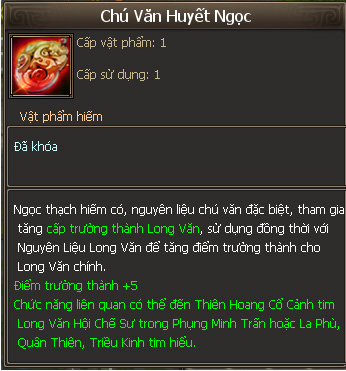 Chú Văn Huyết Ngọc
Cấp vật phẩm: 1
Cấp sử dụng: 1
Vật phẩm hiếm
Đã khóa
Ngọc thạch hiếm có, nguyên liệu chú văn đặc biệt, tham gia
tăng cấp trưởng thành Long Văn, sử dụng đồng thời với
Nguyên Liệu Long Văn để tăng điểm trưởng thành cho
Long Văn chính.
Điểm trưởng thành +5
Chức năng liên quan có thể đến Thiên Hoang Cổ Cảnh tim
Long Văn Hội Chế Sư trong Phụng Minh Trấn hoặc La Phù,
Quân Thiên, Triều Kinh tim hiểu.